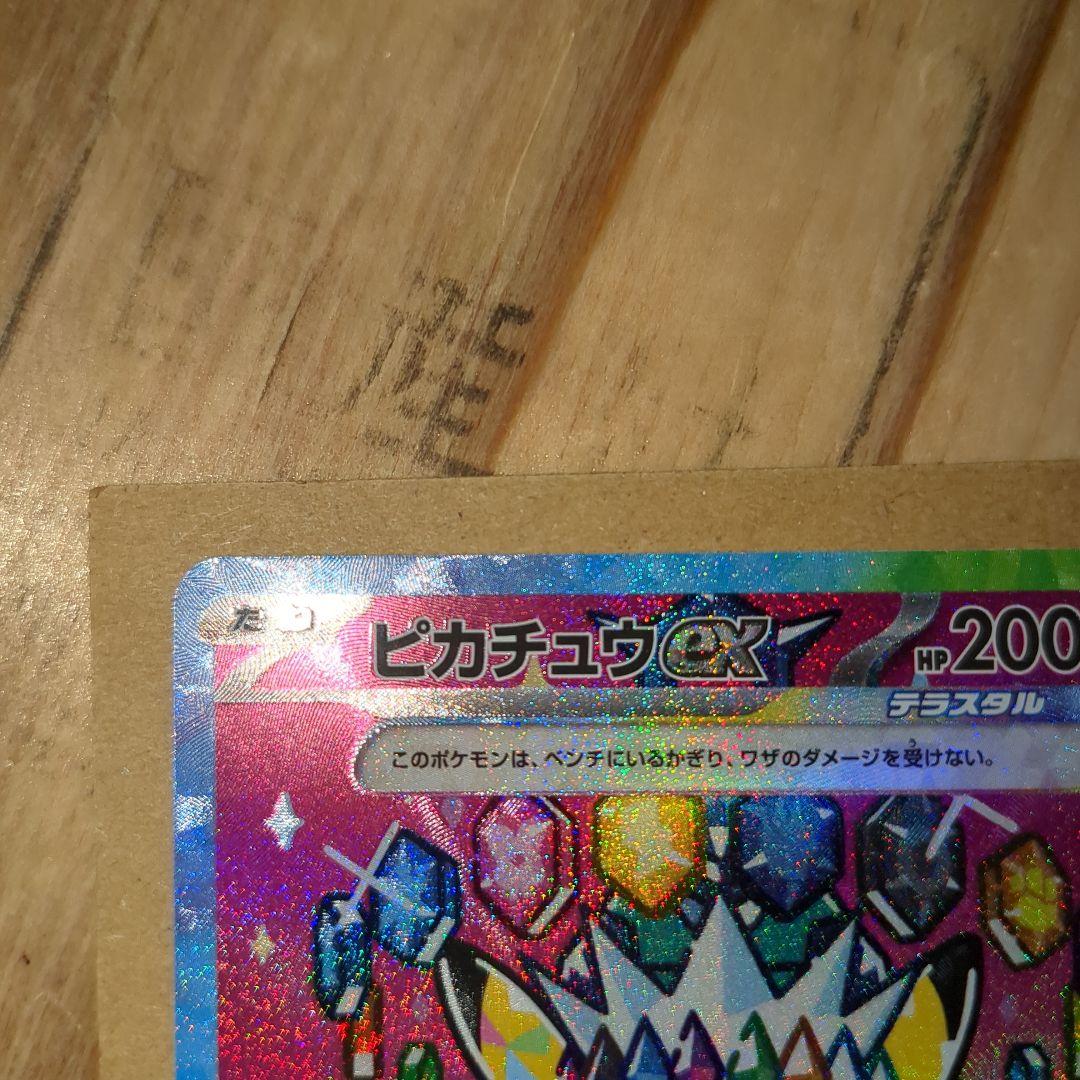 たね ピカチュウex HP200
テラスタル
このポケモンは、ベンチにいるかぎり、ワザのダメージを受けない。